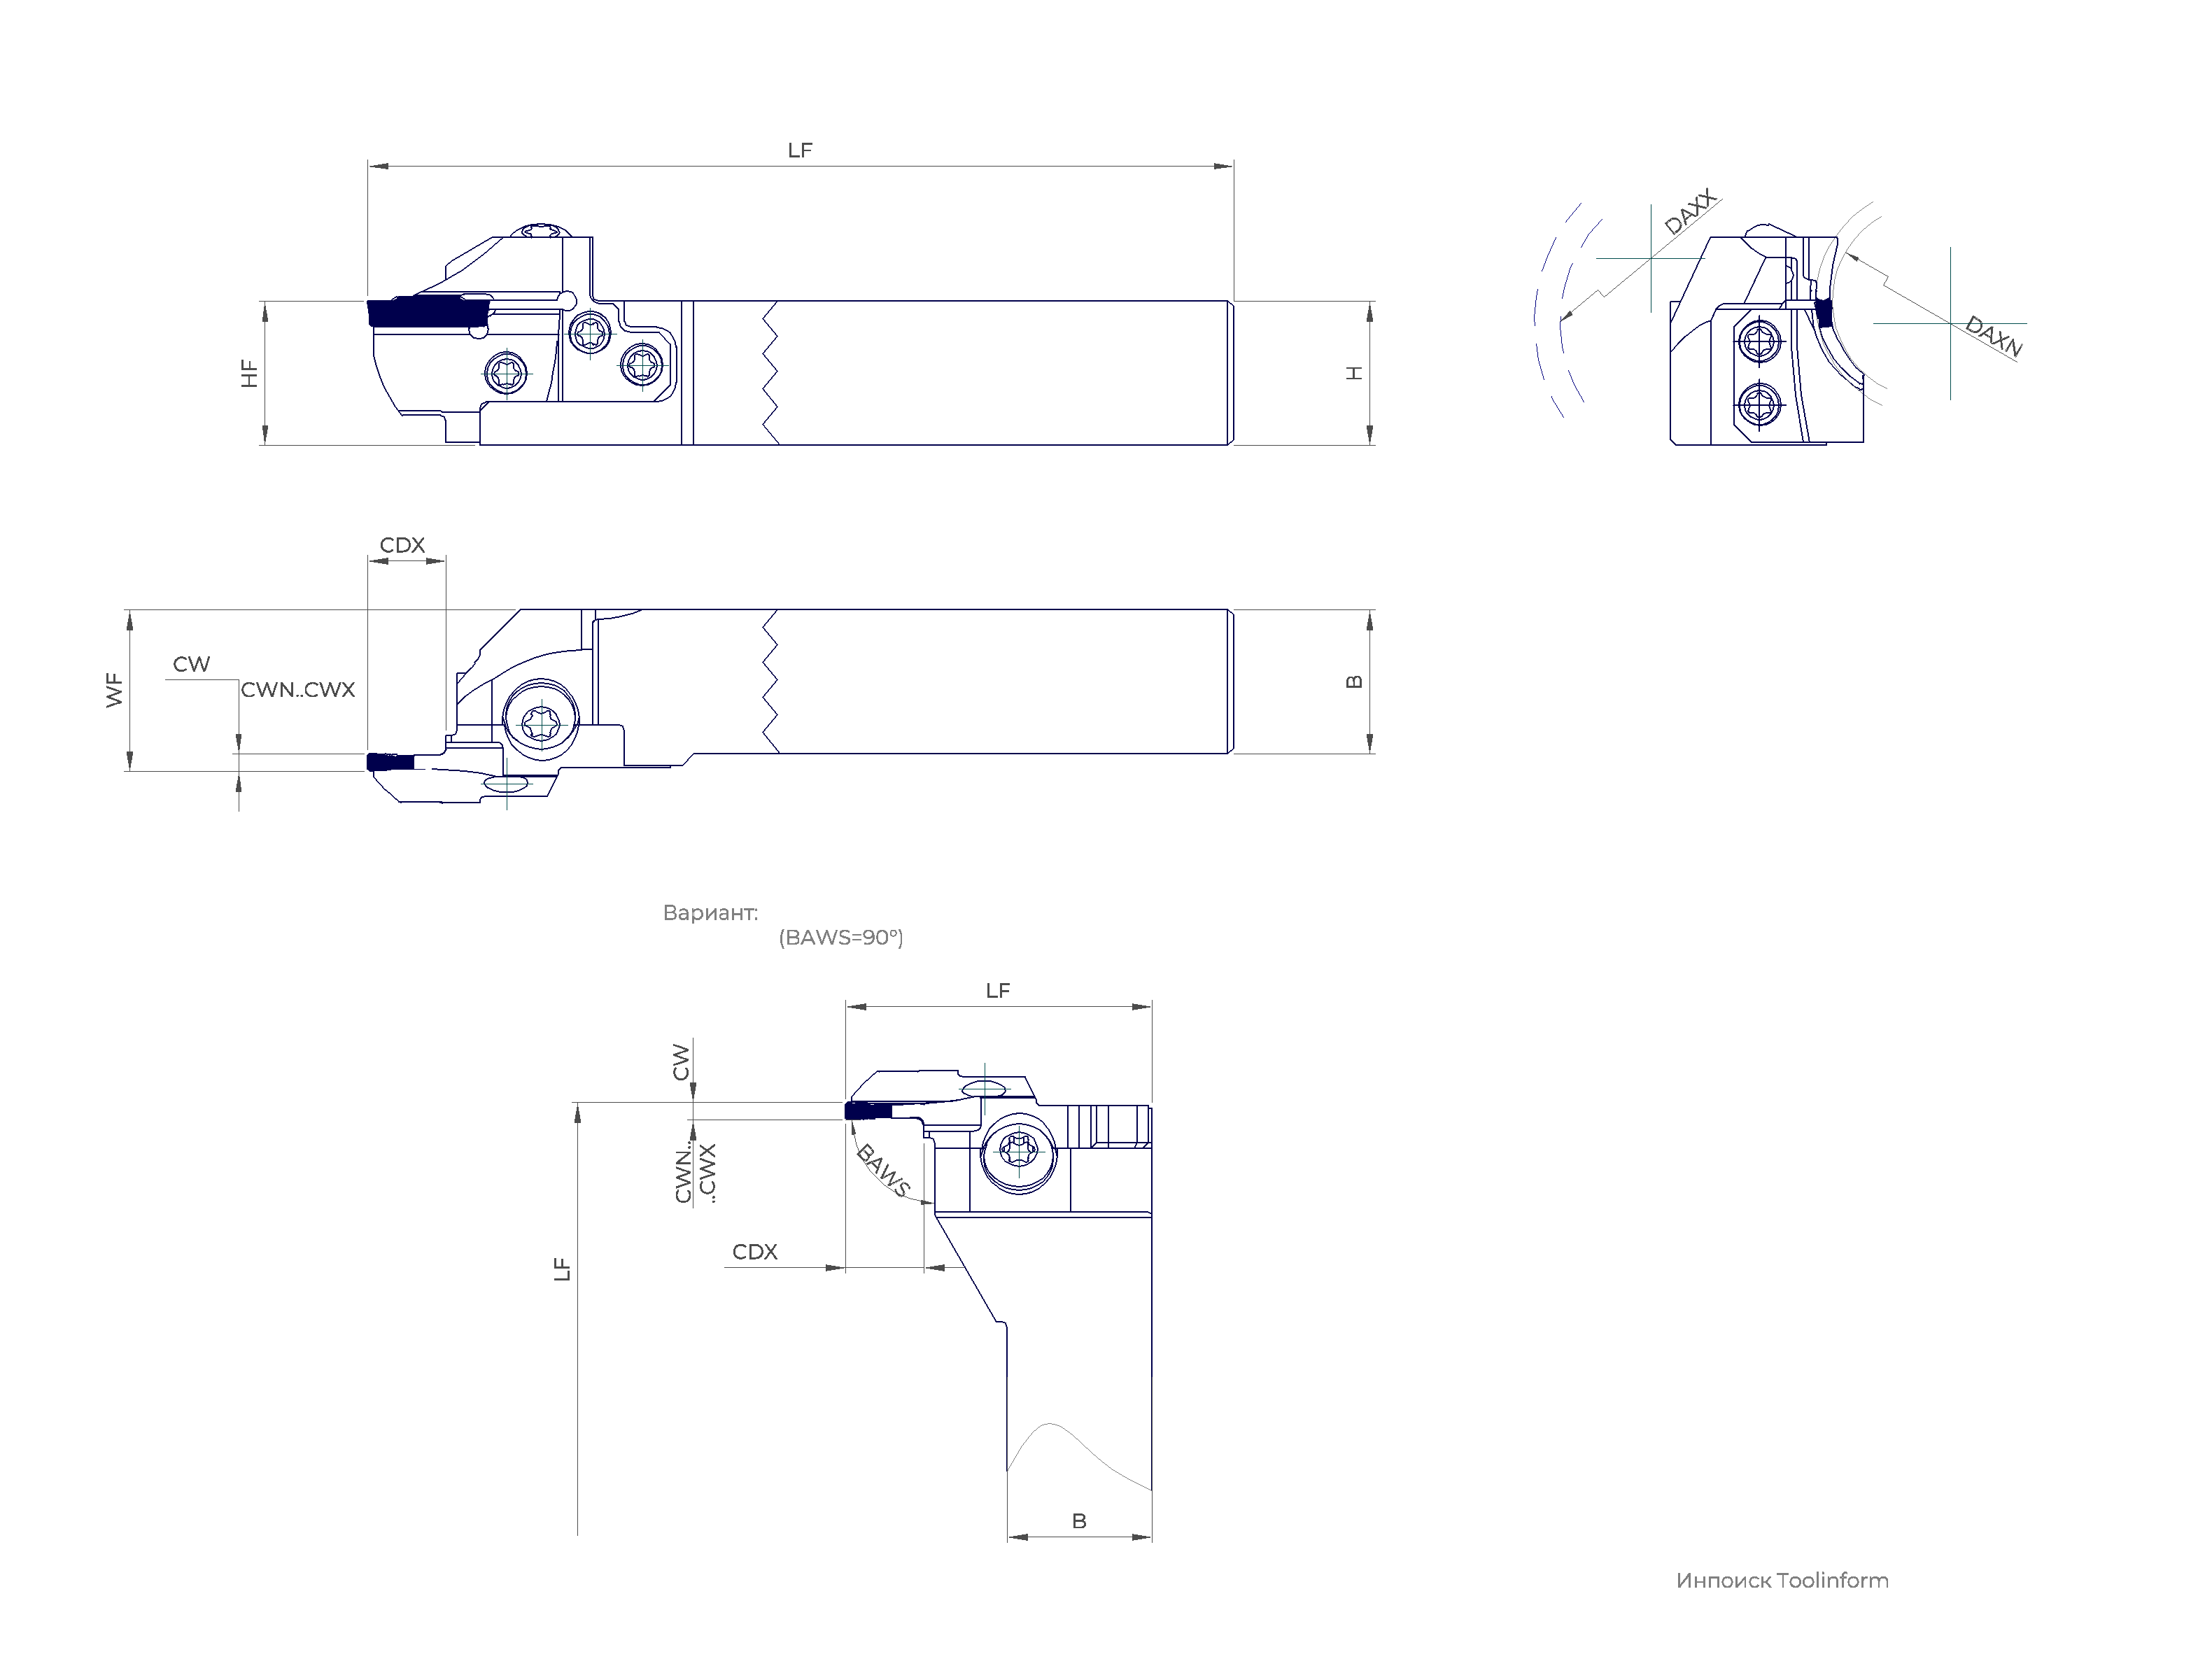 LF
DAXX
DAXN
HF
H
CDX
CW
CWN..CWX
WF
B
Вариант:
(BAWS=90°)
LF
CW
CWN..
..CWX
BAWS
CDX
LF
B
Инпоиск Toolinform